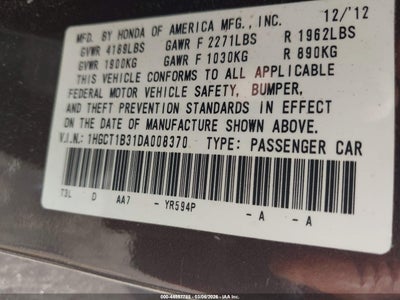 MFD. BY HONDA OF AMERICA MFG., INC. 12/'12
GVWR 4189LBS GAWR F 2271LBS R 1962LBS
GVWR 1900KG GAWR F 1030KG R 890KG
THIS VEHICLE CONFORMS TO ALL APPLICABLE
FEDERAL MOTOR VEHICLE SAFETY, BUMPER,
AND THEFT PREVENTION STANDARDS IN EFFECT
ON THE DATE OF MANUFACTURE SHOWN ABOVE.
V.I.N.: 1HGCT1B31DA008370 TYPE: PASSENGER CAR
T3L D AA7 - YR594P - A - A